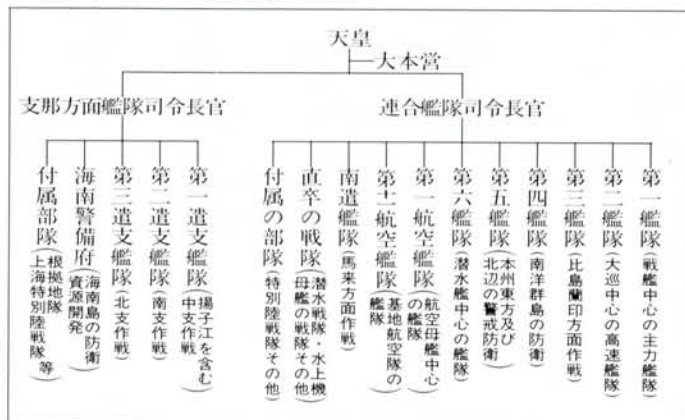 天皇
大本営
連合艦隊司令長官
第一艦隊(戦艦中心の主力艦隊)
第二艦隊(大巡中心の高速艦隊)
第三艦隊(比島蘭印方面作戦)
第四艦隊(南洋群島の防衛)
第五艦隊(本州東方及び
北辺の警戒防衛)
第六艦隊(潜水艦中心の艦隊)
第一航空艦隊(航空母艦中心
の艦隊)
第十一航空艦隊(基地航空隊の
艦隊)
南遣艦隊(馬来方面作戦)
直卒の戦隊(潜水戦隊・水上機
母艦の戦隊その他)
付属の部隊(特別陸戦隊その他)
支那方面艦隊司令長官
第一遣支艦隊(揚子江を含む
中支作戦)
第二遣支艦隊(南支作戦)
第三遣支艦隊(北支作戦)
海南警備府(海南島の防衛
資源開発)
付属部隊(根拠地隊
上海特別陸戦隊等)